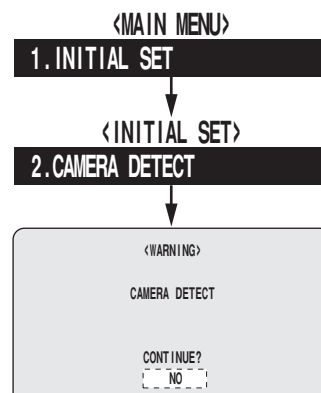 <MAIN MENU>
1.INITIAL SET
<INITIAL SET>
2.CAMERA DETECT
<WARNING>
CAMERA DETECT
CONTINUE?
NO